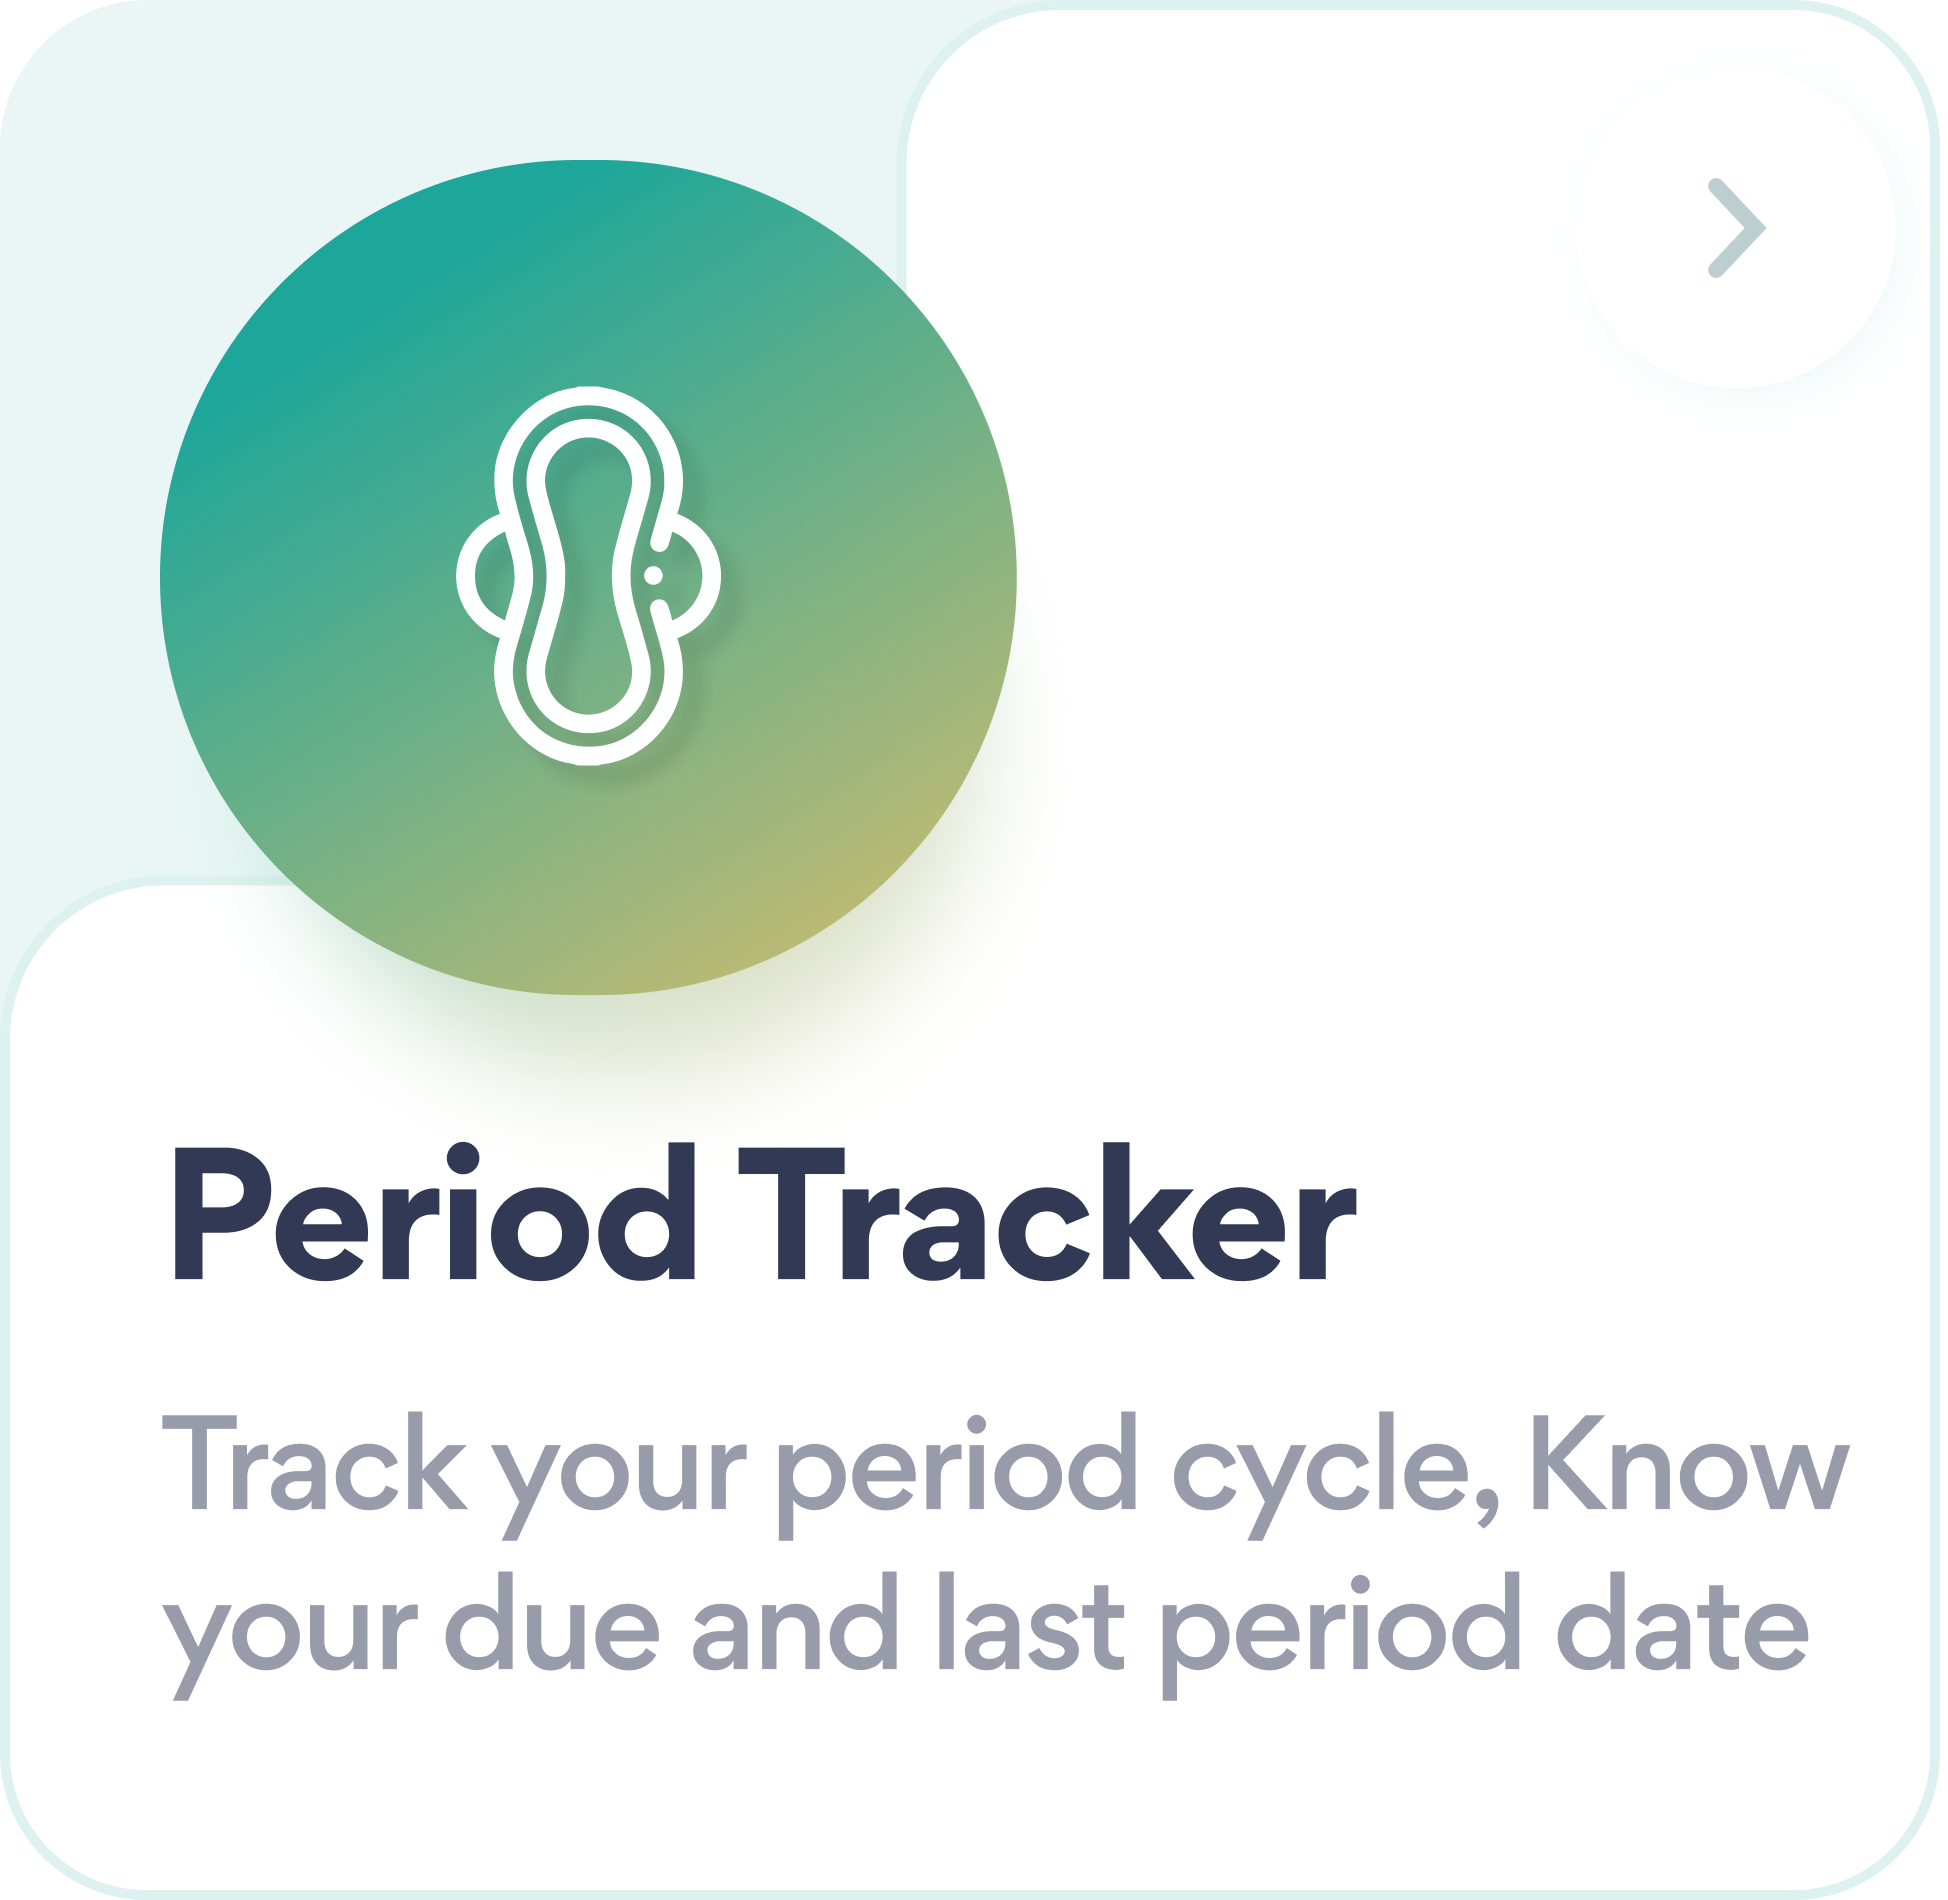 Period Tracker
Track your period cycle, Know
your due and last period date